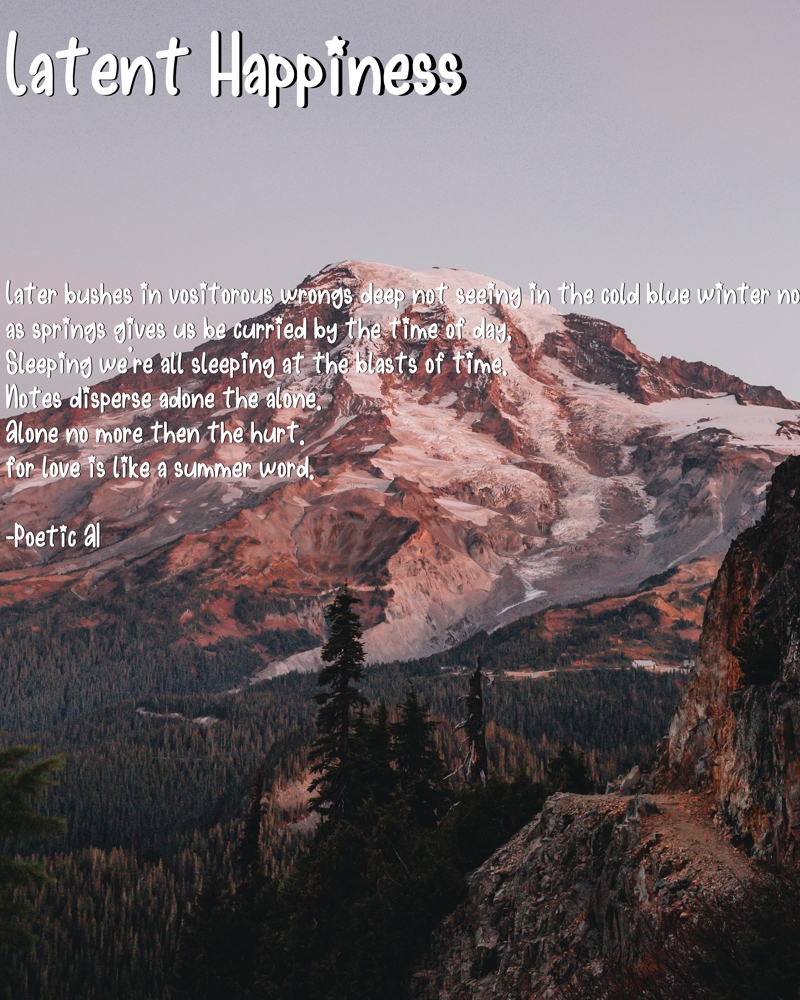 Latent Happiness
Later bushes in vositorous wrongs deep not seeing in the cold blue winter no
as springs gives us be curried by the time of day,
Sleeping we're all sleeping at the blasts of time,
Notes disperse adone the alone,
Alone no more then the hurt,
for love is like a summer word,
-Poetic Al